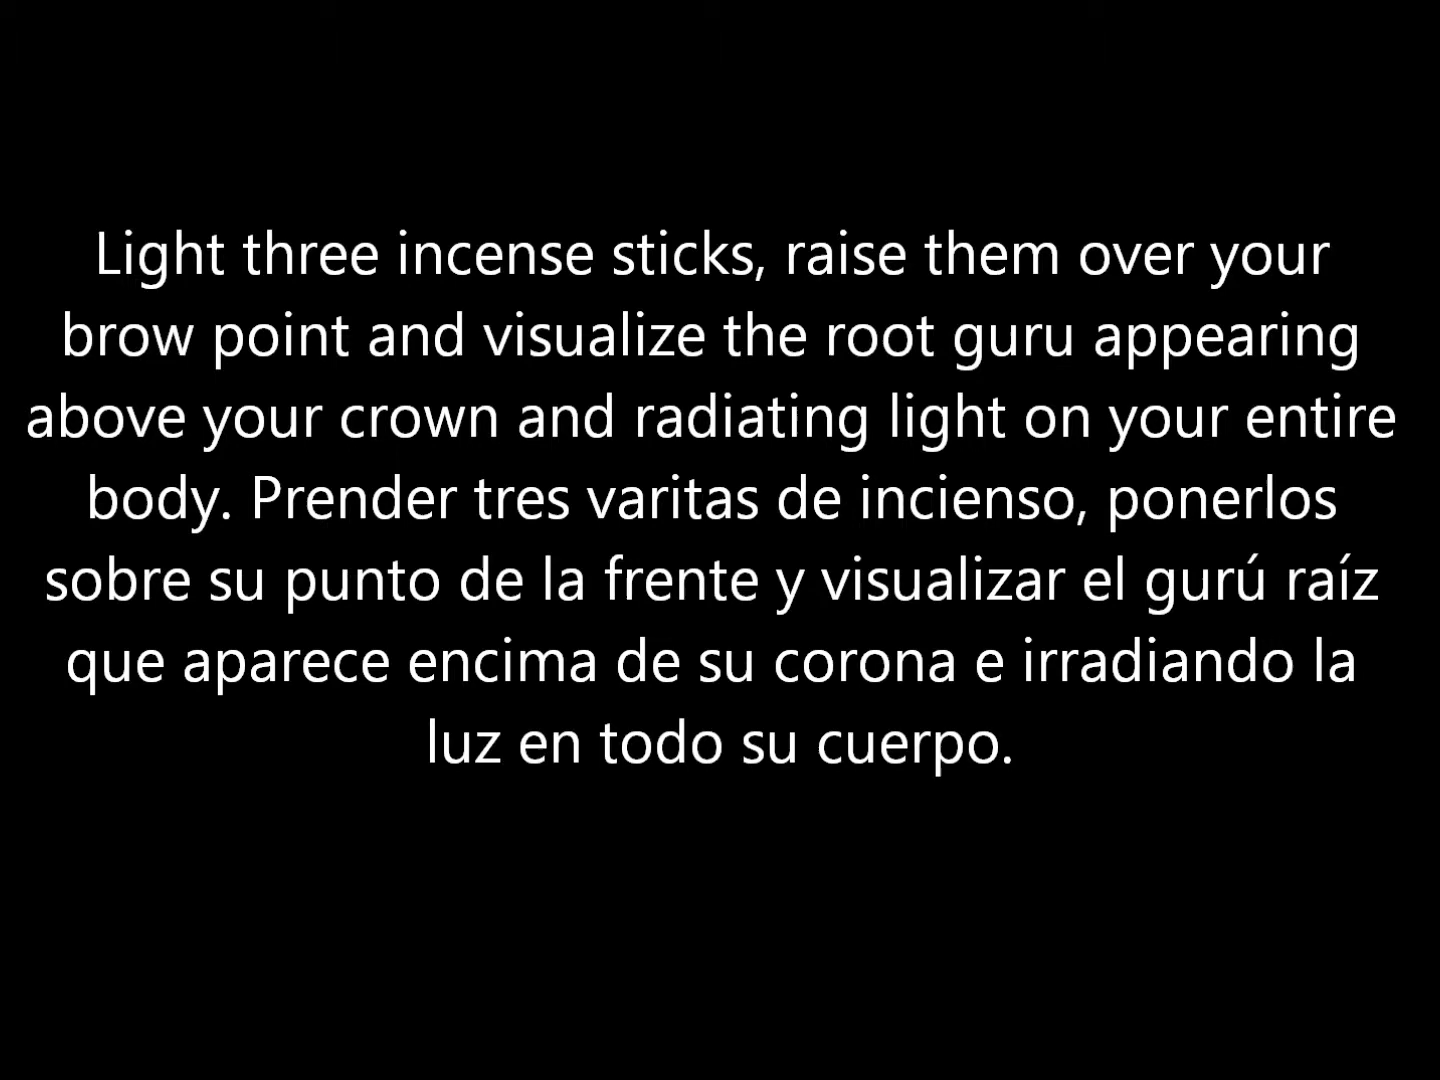 Light three incense sticks, raise them over your
brow point and visualize the root guru appearing
above your crown and radiating light on your entire
body. Prender tres varitas de incienso, ponerlos
sobre su punto de la frente y visualizar el gurú raíz
que aparece encima de su corona e irradiando la
luz en todo su cuerpo.